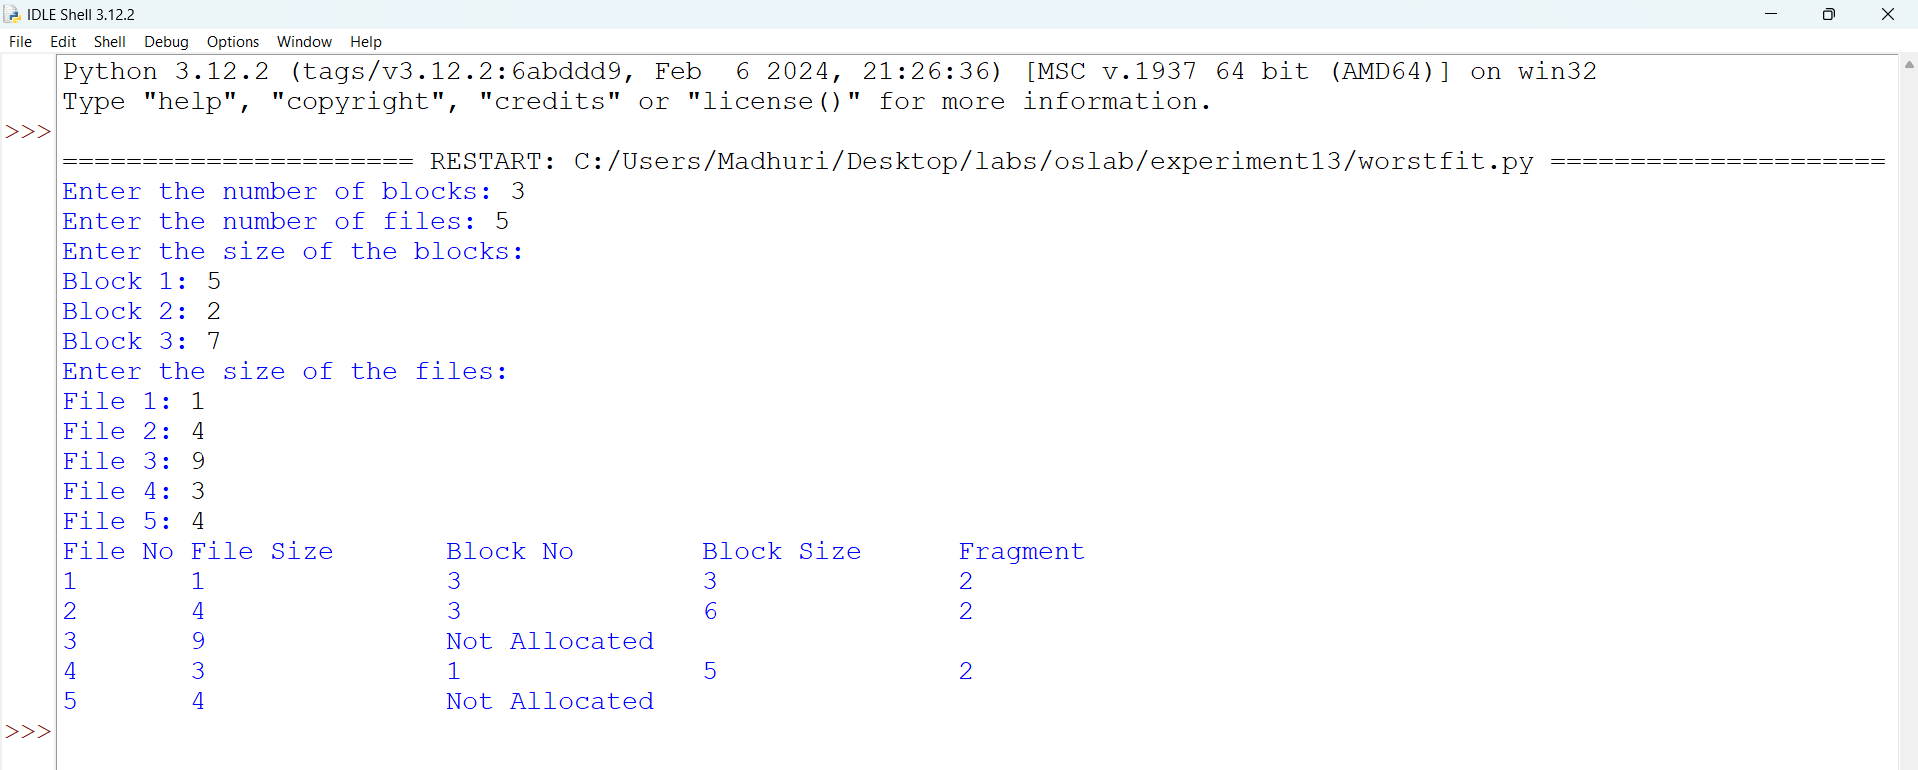 IDLE Shell 3.12.2
File Edit Shell Debug Options Window Help
Python 3.12.2 (tags/v3.12.2:6abddd9, Feb  6 2024, 21:26:36) [MSC v.1937 64 bit (AMD64)] on win32
Type "help", "copyright", "credits" or "license()" for more information.
>>>
====================== RESTART: C:/Users/Madhuri/Desktop/labs/oslab/experiment13/worstfit.py =====================
Enter the number of blocks: 3
Enter the number of files: 5
Enter the size of the blocks:
Block 1: 5
Block 2: 2
Block 3: 7
Enter the size of the files:
File 1: 1
File 2: 4
File 3: 9
File 4: 3
File 5: 4
File No File Size       Block No        Block Size      Fragment
1       1               3               3               2
2       4               3               6               2
3       9               Not Allocated
4       3               1               5               2
5       4               Not Allocated
>>>